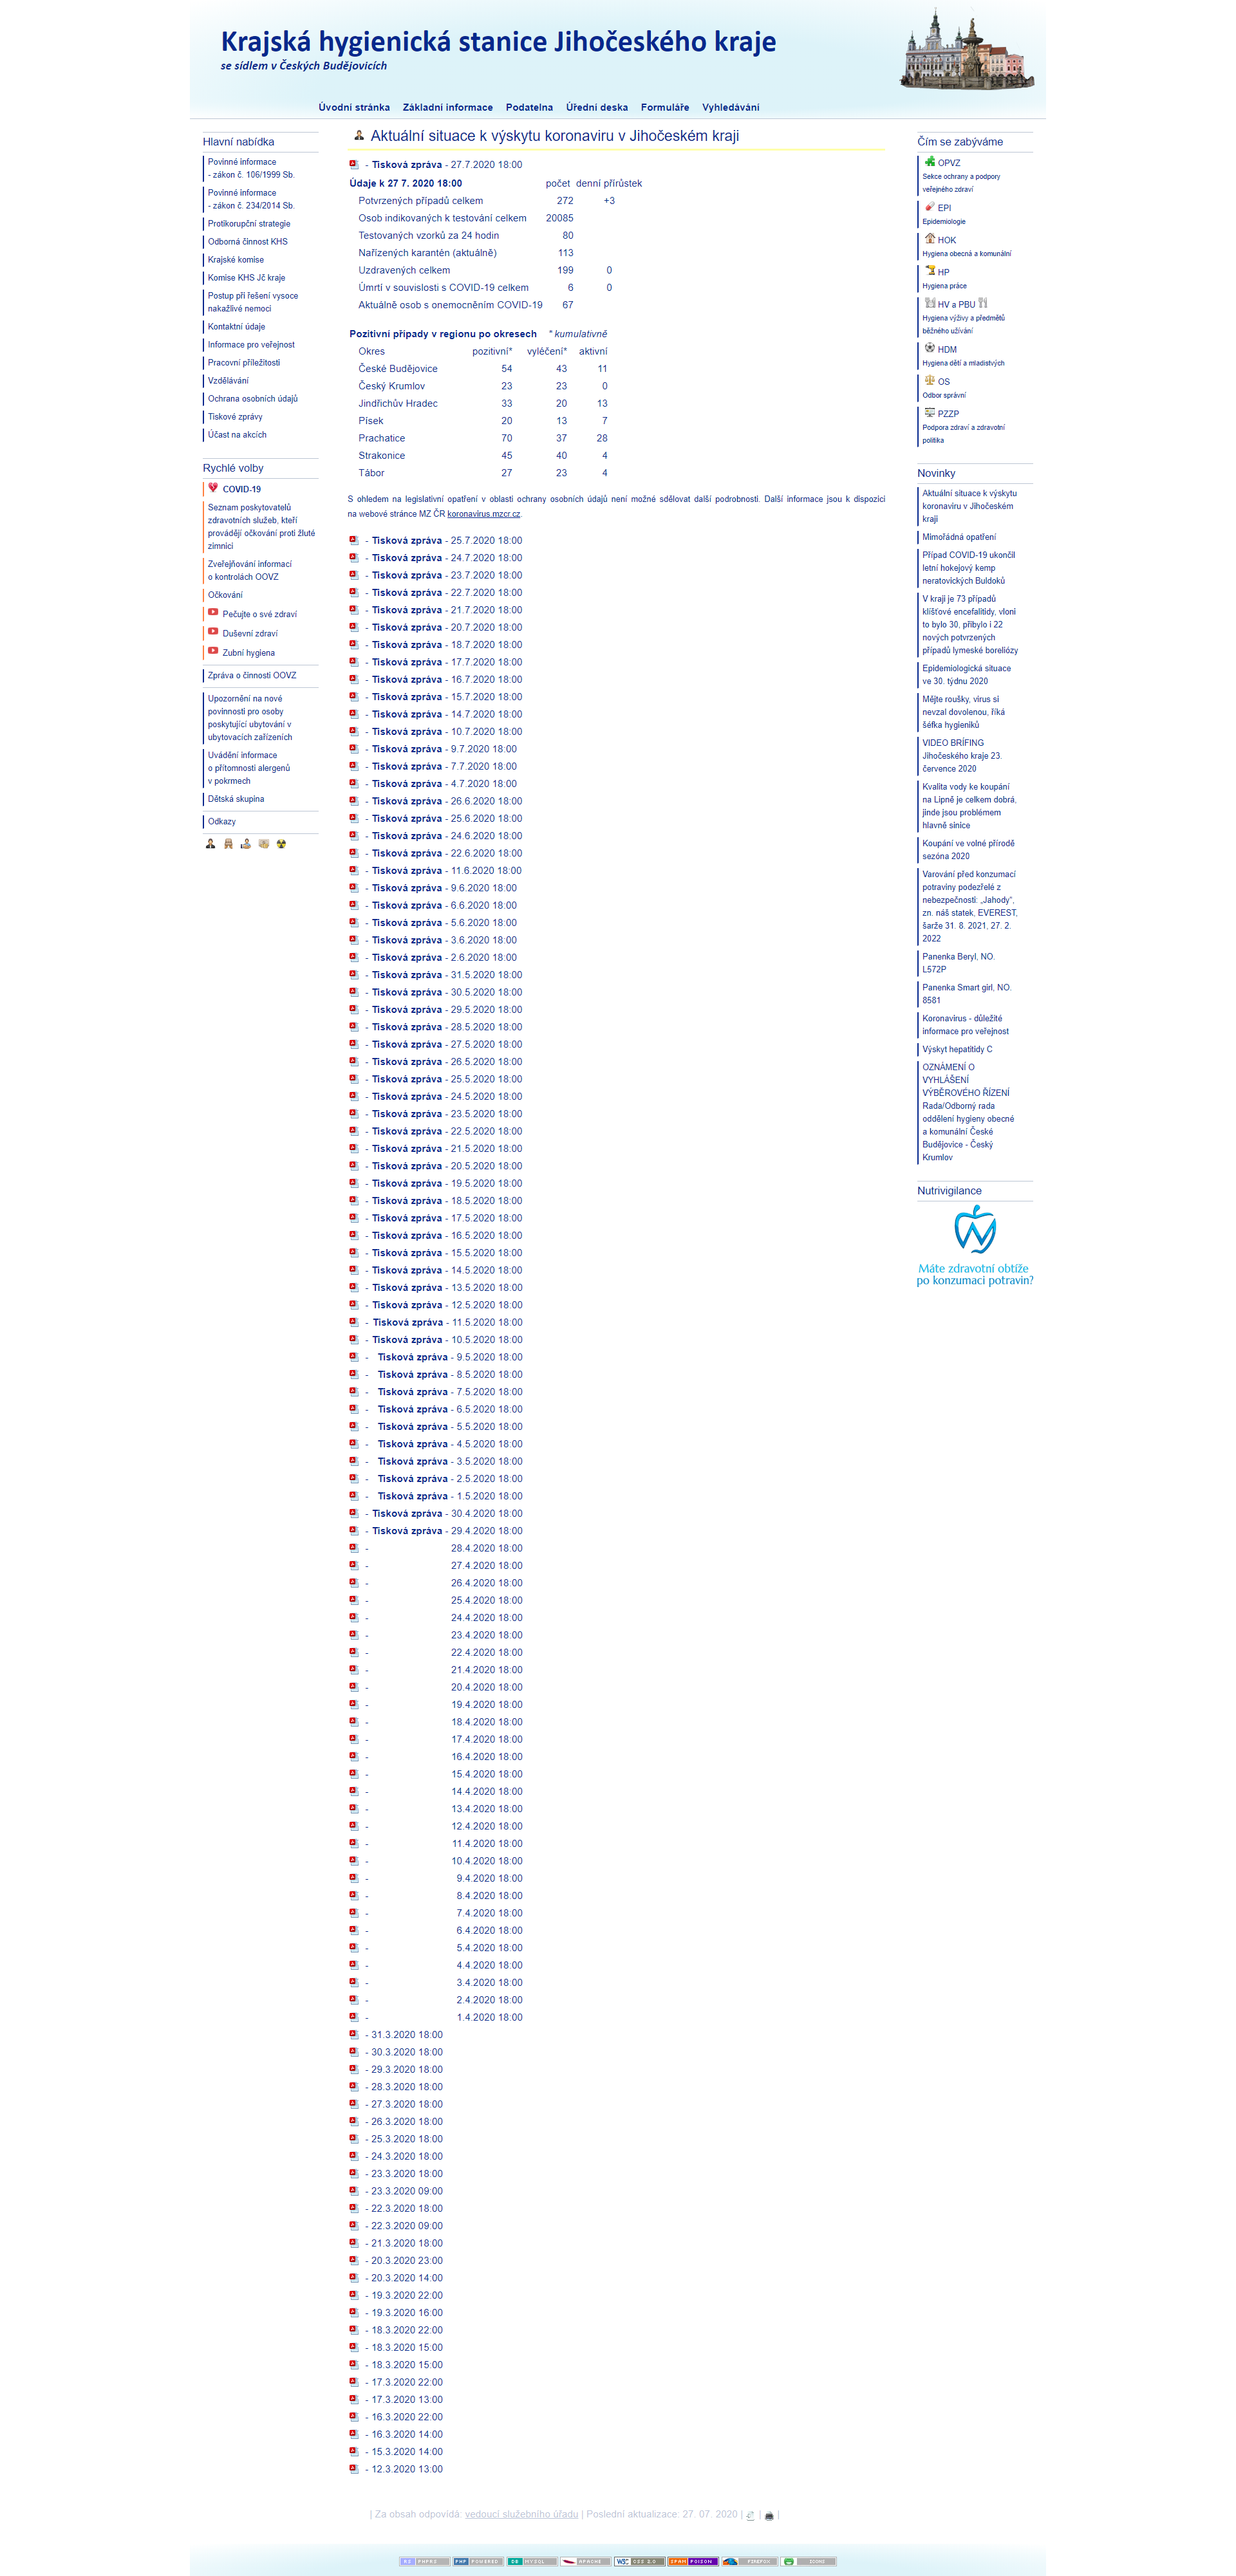 Krajská hygienická stanice Jihočeského kraje
se sídlem v Českých Budějovicích
Úvodní stránka Základní informace Podatelna Úřední deska Formuláře Vyhledávání
Hlavní nabídka
Povinné informace
- zákon č. 106/1999 Sb.
Povinné informace
- zákon č. 234/2014 Sb.
Protikorupční strategie
Odborná činnost KHS
Krajské komise
Komise KHS Jč kraje
Postup při řešení vysoce
nakažlivé nemoci
Kontaktní údaje
Informace pro veřejnost
Pracovní příležitosti
Vzdělávání
Ochrana osobních údajů
Tiskové zprávy
Účast na akcích
Rychlé volby
COVID-19
Seznam poskytovatelů
zdravotních služeb, kteří
provádějí očkování proti žluté
zimnici
Zveřejňování informací
o kontrolách OOVZ
Očkování
Pečujte o své zdraví
Duševní zdraví
Zubní hygiena
Zpráva o činnosti OOVZ
Upozornění na nové
povinnosti pro osoby
poskytující ubytování v
ubytovacích zařízeních
Uvádění informace
o přítomnosti alergenů
v pokrmech
Dětská skupina
Odkazy
Aktuální situace k výskytu koronaviru v Jihočeském kraji
- Tisková zpráva - 27.7.2020 18:00
Údaje k 27 7. 2020 18:00 počet denní přírůstek
Potvrzených případů celkem 272 +3
Osob indikovaných k testování celkem 20085
Testovaných vzorků za 24 hodin 80
Nařízených karantén (aktuálně) 113
Uzdravených celkem 199 0
Úmrtí v souvislosti s COVID-19 celkem 6 0
Aktuálně osob s onemocněním COVID-19 67
Pozitivní případy v regionu po okresech * kumulativně
Okres pozitivní* vyléčení* aktivní
České Budějovice 54 43 11
Český Krumlov 23 23 0
Jindřichův Hradec 33 20 13
Písek 20 13 7
Prachatice 70 37 28
Strakonice 45 40 4
Tábor 27 23 4
S ohledem na legislativní opatření v oblasti ochrany osobních údajů není možné sdělovat další podrobnosti. Další informace jsou k dispozici
na webové stránce MZ ČR koronavirus.mzcr.cz.
- Tisková zpráva - 25.7.2020 18:00
- Tisková zpráva - 24.7.2020 18:00
- Tisková zpráva - 23.7.2020 18:00
- Tisková zpráva - 22.7.2020 18:00
- Tisková zpráva - 21.7.2020 18:00
- Tisková zpráva - 20.7.2020 18:00
- Tisková zpráva - 18.7.2020 18:00
- Tisková zpráva - 17.7.2020 18:00
- Tisková zpráva - 16.7.2020 18:00
- Tisková zpráva - 15.7.2020 18:00
- Tisková zpráva - 14.7.2020 18:00
- Tisková zpráva - 10.7.2020 18:00
- Tisková zpráva - 9.7.2020 18:00
- Tisková zpráva - 7.7.2020 18:00
- Tisková zpráva - 4.7.2020 18:00
- Tisková zpráva - 26.6.2020 18:00
- Tisková zpráva - 25.6.2020 18:00
- Tisková zpráva - 24.6.2020 18:00
- Tisková zpráva - 22.6.2020 18:00
- Tisková zpráva - 11.6.2020 18:00
- Tisková zpráva - 9.6.2020 18:00
- Tisková zpráva - 6.6.2020 18:00
- Tisková zpráva - 5.6.2020 18:00
- Tisková zpráva - 3.6.2020 18:00
- Tisková zpráva - 2.6.2020 18:00
- Tisková zpráva - 31.5.2020 18:00
- Tisková zpráva - 30.5.2020 18:00
- Tisková zpráva - 29.5.2020 18:00
- Tisková zpráva - 28.5.2020 18:00
- Tisková zpráva - 27.5.2020 18:00
- Tisková zpráva - 26.5.2020 18:00
- Tisková zpráva - 25.5.2020 18:00
- Tisková zpráva - 24.5.2020 18:00
- Tisková zpráva - 23.5.2020 18:00
- Tisková zpráva - 22.5.2020 18:00
- Tisková zpráva - 21.5.2020 18:00
- Tisková zpráva - 20.5.2020 18:00
- Tisková zpráva - 19.5.2020 18:00
- Tisková zpráva - 18.5.2020 18:00
- Tisková zpráva - 17.5.2020 18:00
- Tisková zpráva - 16.5.2020 18:00
- Tisková zpráva - 15.5.2020 18:00
- Tisková zpráva - 14.5.2020 18:00
- Tisková zpráva - 13.5.2020 18:00
- Tisková zpráva - 12.5.2020 18:00
- Tisková zpráva - 11.5.2020 18:00
- Tisková zpráva - 10.5.2020 18:00
- Tisková zpráva - 9.5.2020 18:00
- Tisková zpráva - 8.5.2020 18:00
- Tisková zpráva - 7.5.2020 18:00
- Tisková zpráva - 6.5.2020 18:00
- Tisková zpráva - 5.5.2020 18:00
- Tisková zpráva - 4.5.2020 18:00
- Tisková zpráva - 3.5.2020 18:00
- Tisková zpráva - 2.5.2020 18:00
- Tisková zpráva - 1.5.2020 18:00
- Tisková zpráva - 30.4.2020 18:00
- Tisková zpráva - 29.4.2020 18:00
- 28.4.2020 18:00
- 27.4.2020 18:00
- 26.4.2020 18:00
- 25.4.2020 18:00
- 24.4.2020 18:00
- 23.4.2020 18:00
- 22.4.2020 18:00
- 21.4.2020 18:00
- 20.4.2020 18:00
- 19.4.2020 18:00
- 18.4.2020 18:00
- 17.4.2020 18:00
- 16.4.2020 18:00
- 15.4.2020 18:00
- 14.4.2020 18:00
- 13.4.2020 18:00
- 12.4.2020 18:00
- 11.4.2020 18:00
- 10.4.2020 18:00
- 9.4.2020 18:00
- 8.4.2020 18:00
- 7.4.2020 18:00
- 6.4.2020 18:00
- 5.4.2020 18:00
- 4.4.2020 18:00
- 3.4.2020 18:00
- 2.4.2020 18:00
- 1.4.2020 18:00
- 31.3.2020 18:00
- 30.3.2020 18:00
- 29.3.2020 18:00
- 28.3.2020 18:00
- 27.3.2020 18:00
- 26.3.2020 18:00
- 25.3.2020 18:00
- 24.3.2020 18:00
- 23.3.2020 18:00
- 23.3.2020 09:00
- 22.3.2020 18:00
- 22.3.2020 09:00
- 21.3.2020 18:00
- 20.3.2020 23:00
- 20.3.2020 14:00
- 19.3.2020 22:00
- 19.3.2020 16:00
- 18.3.2020 22:00
- 18.3.2020 15:00
- 18.3.2020 15:00
- 17.3.2020 22:00
- 17.3.2020 13:00
- 16.3.2020 22:00
- 16.3.2020 14:00
- 15.3.2020 14:00
- 12.3.2020 13:00
Čím se zabýváme
OPVZ
Sekce ochrany a podpory
veřejného zdraví
EPI
Epidemiologie
HOK
Hygiena obecná a komunální
HP
Hygiena práce
HV a PBU
Hygiena výživy a předmětů
běžného užívání
HDM
Hygiena dětí a mladistvých
OS
Odbor správní
PZZP
Podpora zdraví a zdravotní
politika
Novinky
Aktuální situace k výskytu
koronaviru v Jihočeském
kraji
Mimořádná opatření
Případ COVID-19 ukončil
letní hokejový kemp
neratovických Buldoků
V kraji je 73 případů
klíšťové encefalitidy, vloni
to bylo 30, přibylo i 22
nových potvrzených
případů lymeské boreliózy
Epidemiologická situace
ve 30. týdnu 2020
Mějte roušky, virus si
nevzal dovolenou, říká
šéfka hygieniků
VIDEO BRÍFING
Jihočeského kraje 23.
července 2020
Kvalita vody ke koupání
na Lipně je celkem dobrá,
jinde jsou problémem
hlavně sinice
Koupání ve volné přírodě
sezóna 2020
Varování před konzumací
potraviny podezřelé z
nebezpečnosti: „Jahody“,
zn. náš statek, EVEREST,
šarže 31. 8. 2021, 27. 2.
2022
Panenka Beryl, NO.
L572P
Panenka Smart girl, NO.
8581
Koronavirus - důležité
informace pro veřejnost
Výskyt hepatitidy C
OZNÁMENÍ O
VYHLÁŠENÍ
VÝBĚROVÉHO ŘÍZENÍ
Rada/Odborný rada
oddělení hygieny obecné
a komunální České
Budějovice - Český
Krumlov
Nutrivigilance
Máte zdravotní obtíže
po konzumaci potravin?
| Za obsah odpovídá: vedoucí služebního úřadu | Poslední aktualizace: 27. 07. 2020 | | |
PHPRS PHP POWERED DB MYSQL APACHE W3C CSS 2.0 SPAM POISON FIREFOX